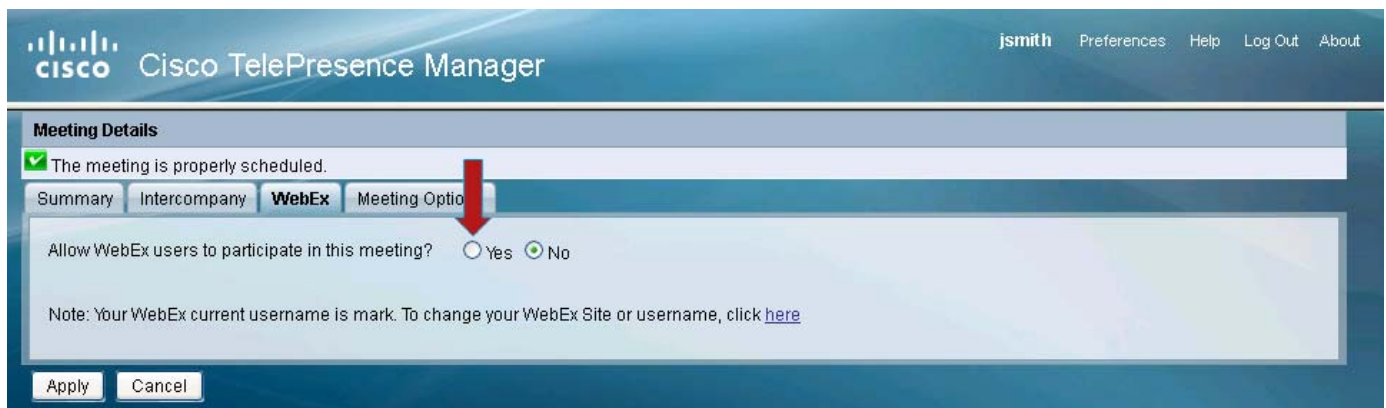 jsmith Preferences Help Log Out About
CISCO Cisco TelePresence Manager
Meeting Details
The meeting is properly scheduled.
Summary Intercompany WebEx Meeting Optio
Allow WebEx users to participate in this meeting? Yes No
Note: Your WebEx current username is mark. To change your WebEx Site or username, click here
Apply Cancel